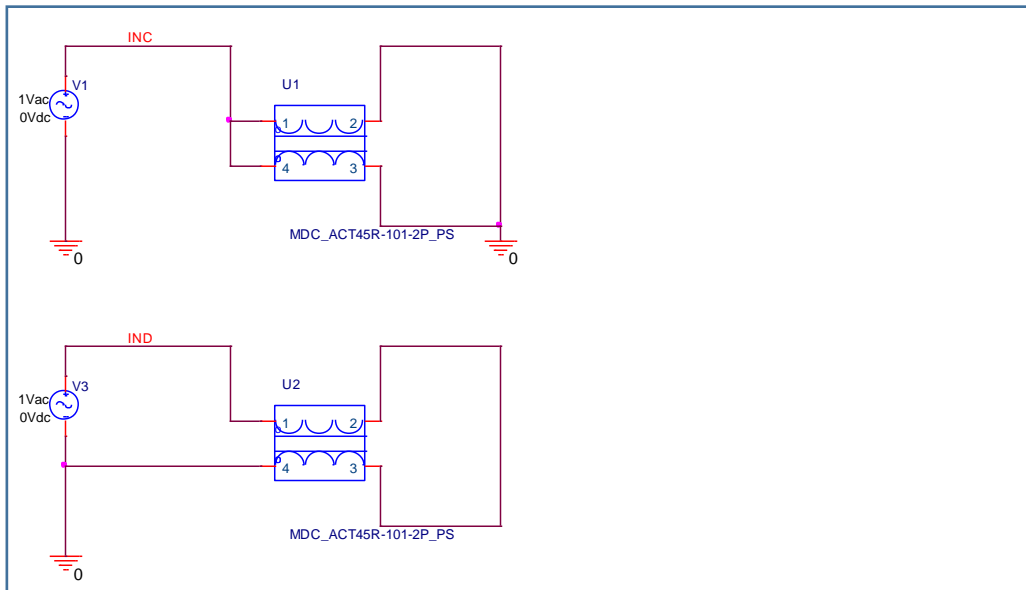 INC
V1
1Vac
0Vdc
U1
1 2
4 3
MDC_ACT45R-101-2P_PS
0
0
IND
V3
1Vac
0Vdc
U2
1 2
4 3
MDC_ACT45R-101-2P_PS
0